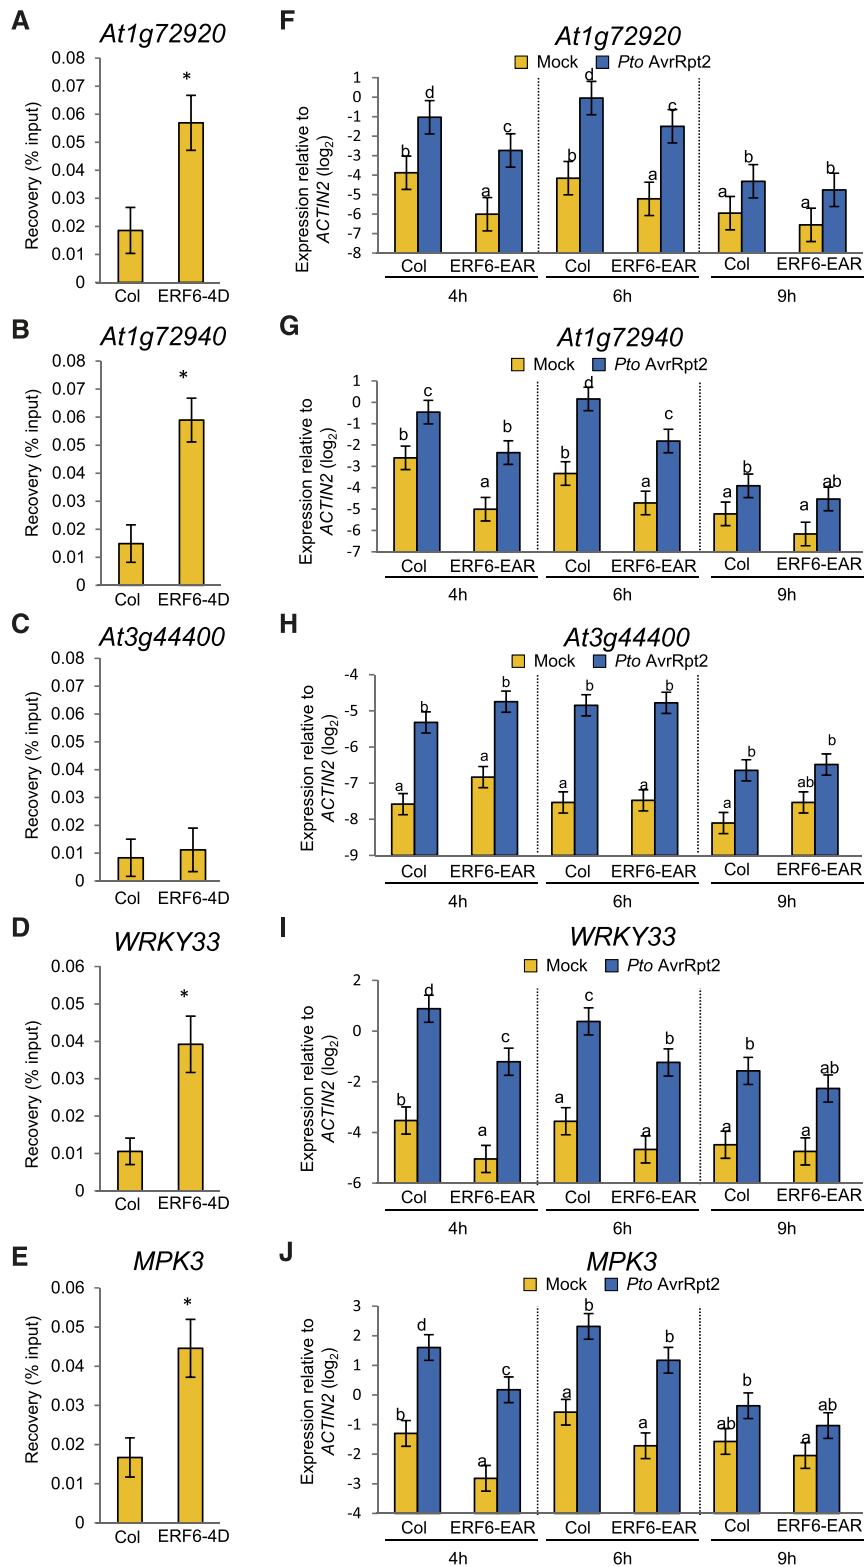 A
At1g72920
Recovery (% input)
0.08
0.07
0.06
0.05
0.04
0.03
0.02
0.01
0
*
Col ERF6-4D
B
At1g72940
Recovery (% input)
0.08
0.07
0.06
0.05
0.04
0.03
0.02
0.01
0
*
Col ERF6-4D
C
At3g44400
Recovery (% input)
0.08
0.07
0.06
0.05
0.04
0.03
0.02
0.01
0
Col ERF6-4D
D
WRKY33
Recovery (% input)
0.06
0.05
0.04
0.03
0.02
0.01
0
*
Col ERF6-4D
E
MPK3
Recovery (% input)
0.06
0.05
0.04
0.03
0.02
0.01
0
*
Col ERF6-4D
F
At1g72920
Mock Pto AvrRpt2
Expression relative to
ACTIN2 (log2)
1
0
-1
-2
-3
-4
-5
-6
-7
-8
b d a c b d a c a b a b
Col ERF6-EAR Col ERF6-EAR Col ERF6-EAR
4h 6h 9h
G
At1g72940
Mock Pto AvrRpt2
Expression relative to
ACTIN2 (log2)
1
0
-1
-2
-3
-4
-5
-6
-7
b c a b b d a c a b a ab
Col ERF6-EAR Col ERF6-EAR Col ERF6-EAR
4h 6h 9h
H
At3g44400
Mock Pto AvrRpt2
Expression relative to
ACTIN2 (log2)
-4
-5
-6
-7
-8
-9
a b a b a b a b a b ab b
Col ERF6-EAR Col ERF6-EAR Col ERF6-EAR
4h 6h 9h
I
WRKY33
Mock Pto AvrRpt2
Expression relative to
ACTIN2 (log2)
2
0
-2
-4
-6
b d a c a c a b a b a ab
Col ERF6-EAR Col ERF6-EAR Col ERF6-EAR
4h 6h 9h
J
MPK3
Mock Pto AvrRpt2
Expression relative to
ACTIN2 (log2)
3
2
1
0
-1
-2
-3
-4
b d a c a b a b ab b a ab
Col ERF6-EAR Col ERF6-EAR Col ERF6-EAR
4h 6h 9h